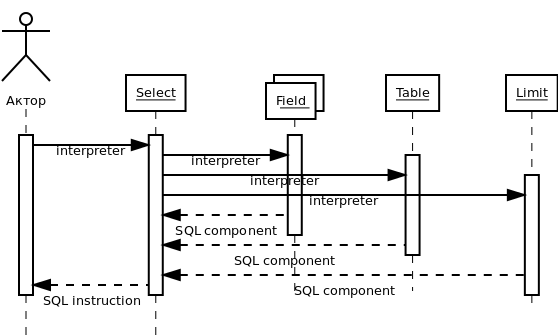 Актор
Select
Field
Table
Limit
interpreter
interpreter
interpreter
interpreter
SQL component
SQL component
SQL component
SQL instruction